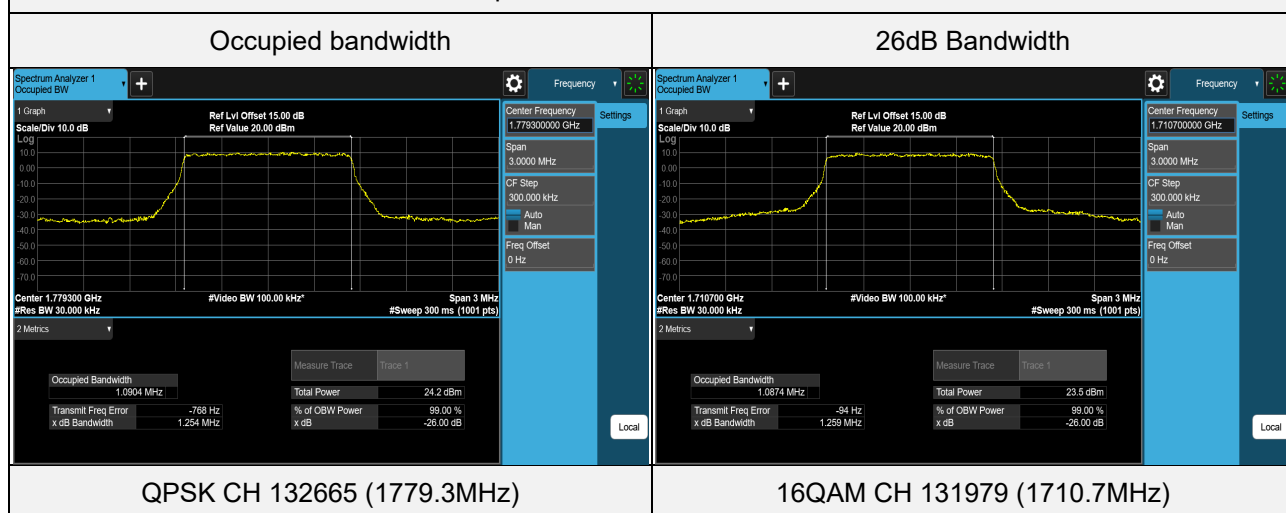 Occupied bandwidth
26dB Bandwidth
Spectrum Analyzer 1
Occupied BW
+
Frequency
1 Graph
Scale/Div 10.0 dB
Ref Lvl Offset 15.00 dB
Ref Value 20.00 dBm
Log
10.0
0.00
-10.0
-20.0
-30.0
-40.0
-50.0
-60.0
-70.0
Center 1.779300 GHz
#Res BW 30.000 kHz
#Video BW 100.00 kHz*
Span 3 MHz
#Sweep 300 ms (1001 pts)
Center Frequency
1.779300000 GHz
Span
3.0000 MHz
CF Step
300.000 kHz
Auto
Man
Freq Offset
0 Hz
Settings
Local
2 Metrics
Measure Trace Trace 1
Occupied Bandwidth
1.0904 MHz
Total Power 24.2 dBm
Transmit Freq Error -768 Hz
% of OBW Power 99.00 %
x dB Bandwidth 1.254 MHz
x dB -26.00 dB
Spectrum Analyzer 1
Occupied BW
+
Frequency
1 Graph
Scale/Div 10.0 dB
Ref Lvl Offset 15.00 dB
Ref Value 20.00 dBm
Log
10.0
0.00
-10.0
-20.0
-30.0
-40.0
-50.0
-60.0
-70.0
Center 1.710700 GHz
#Res BW 30.000 kHz
#Video BW 100.00 kHz*
Span 3 MHz
#Sweep 300 ms (1001 pts)
Center Frequency
1.710700000 GHz
Span
3.0000 MHz
CF Step
300.000 kHz
Auto
Man
Freq Offset
0 Hz
Settings
Local
2 Metrics
Measure Trace Trace 1
Occupied Bandwidth
1.0874 MHz
Total Power 23.5 dBm
Transmit Freq Error -94 Hz
% of OBW Power 99.00 %
x dB Bandwidth 1.259 MHz
x dB -26.00 dB
QPSK CH 132665 (1779.3MHz)
16QAM CH 131979 (1710.7MHz)